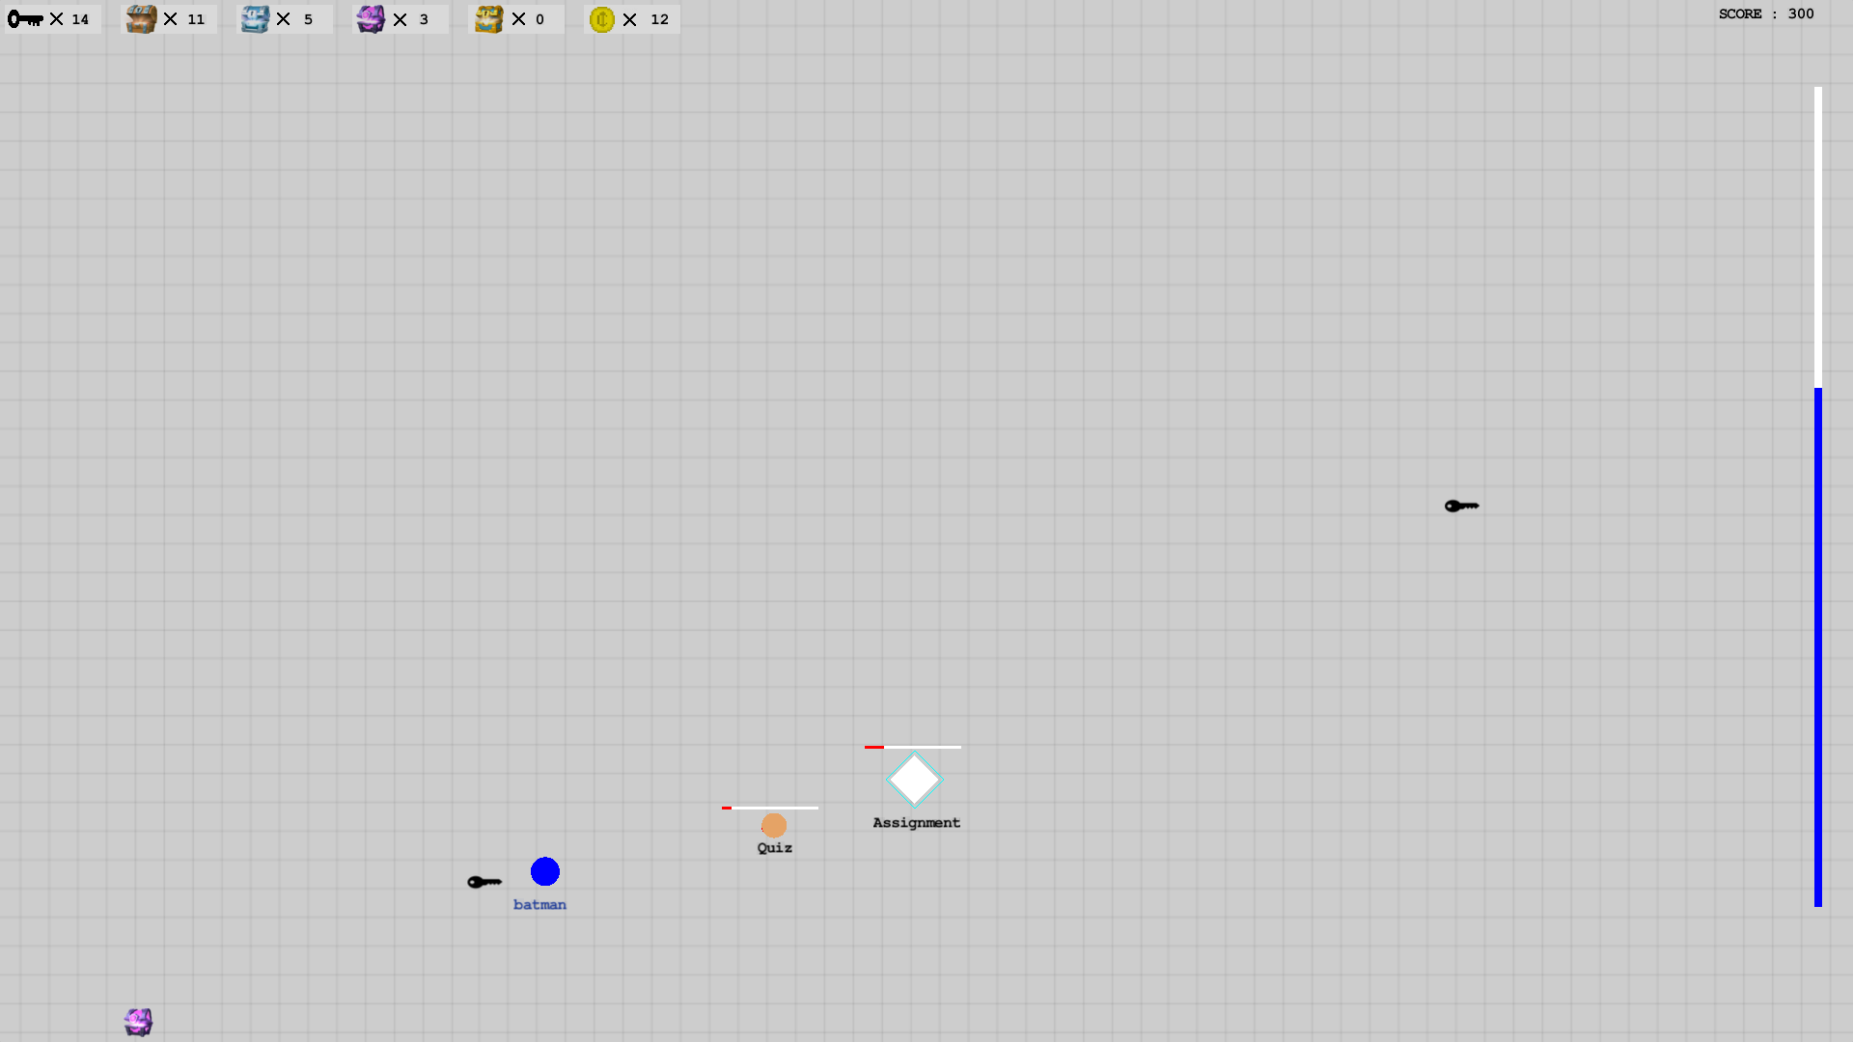 × 14 × 11 × 5 × 3 × 0 × 12 SCORE : 300
Assignment
Quiz
batman